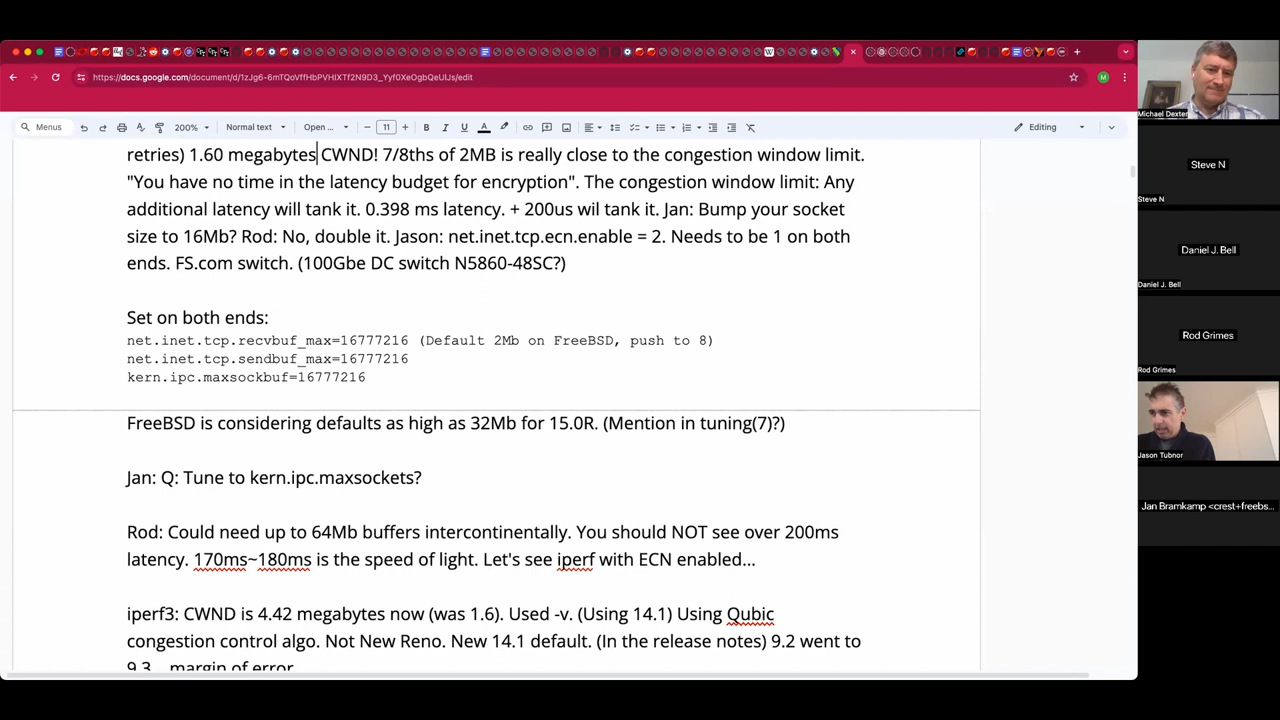 https://docs.google.com/document/d/1zJg6-6mTQoVffHbPVHIXTf2N9D3_Yyf0XeOgbQeUIJs/edit
M
Menus
200%
Normal text
Open ...
11
B
I
U
A
Editing
retries) 1.60 megabytes CWND! 7/8ths of 2MB is really close to the congestion window limit.
"You have no time in the latency budget for encryption". The congestion window limit: Any
additional latency will tank it. 0.398 ms latency. + 200us wil tank it. Jan: Bump your socket
size to 16Mb? Rod: No, double it. Jason: net.inet.tcp.ecn.enable = 2. Needs to be 1 on both
ends. FS.com switch. (100Gbe DC switch N5860-48SC?)
Set on both ends:
net.inet.tcp.recvbuf_max=16777216 (Default 2Mb on FreeBSD, push to 8)
net.inet.tcp.sendbuf_max=16777216
kern.ipc.maxsockbuf=16777216
FreeBSD is considering defaults as high as 32Mb for 15.0R. (Mention in tuning(7)?)
Jan: Q: Tune to kern.ipc.maxsockets?
Rod: Could need up to 64Mb buffers intercontinentally. You should NOT see over 200ms
latency. 170ms~180ms is the speed of light. Let's see iperf with ECN enabled...
iperf3: CWND is 4.42 megabytes now (was 1.6). Used -v. (Using 14.1) Using Qubic
congestion control algo. Not New Reno. New 14.1 default. (In the release notes) 9.2 went to
9.3... margin of error
Michael Dexter
Steve N
Steve N
Daniel J. Bell
Daniel J. Bell
Rod Grimes
Rod Grimes
Jason Tubnor
Jan Bramkamp <crest+freebs...